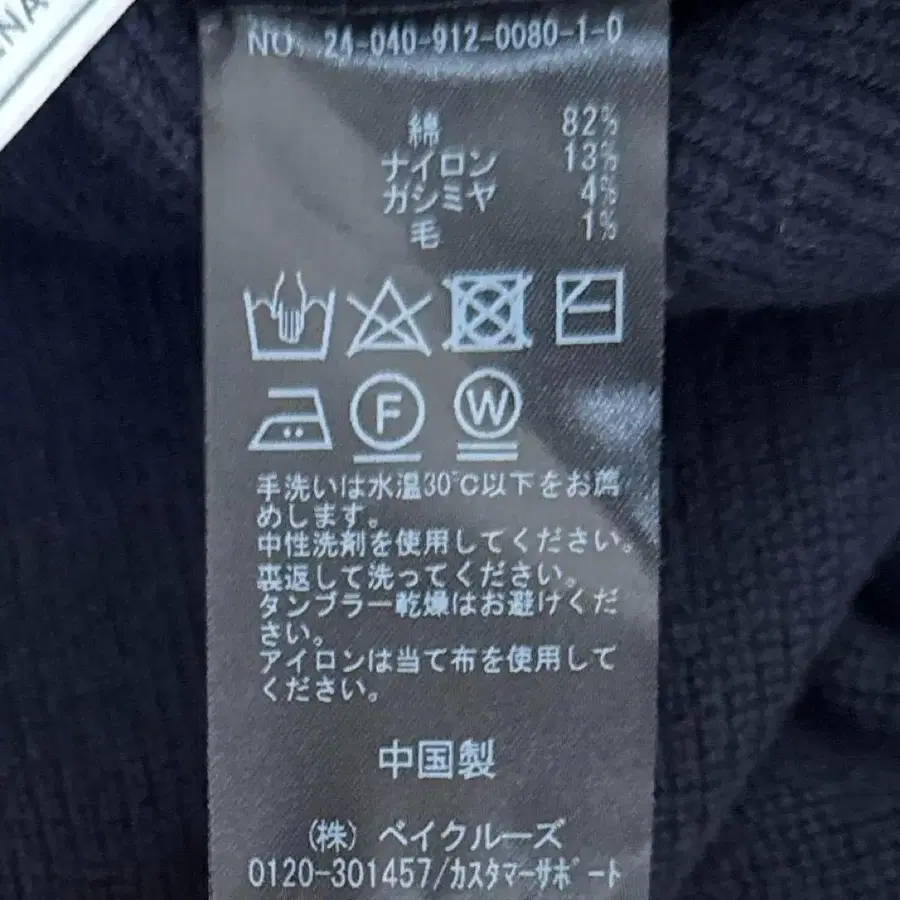 NO. 24-040-912-0080-1-0
綿 82%
ナイロン 13%
カシミヤ 4%
毛 1%
F W
手洗いは水温30℃以下をお薦
めします。
中性洗剤を使用してください。
裏返して洗ってください。
タンブラー乾燥はお避けくだ
さい。
アイロンは当て布を使用して
ください。
中国製
(株) ベイクルーズ
0120-301457/カスタマーサポート